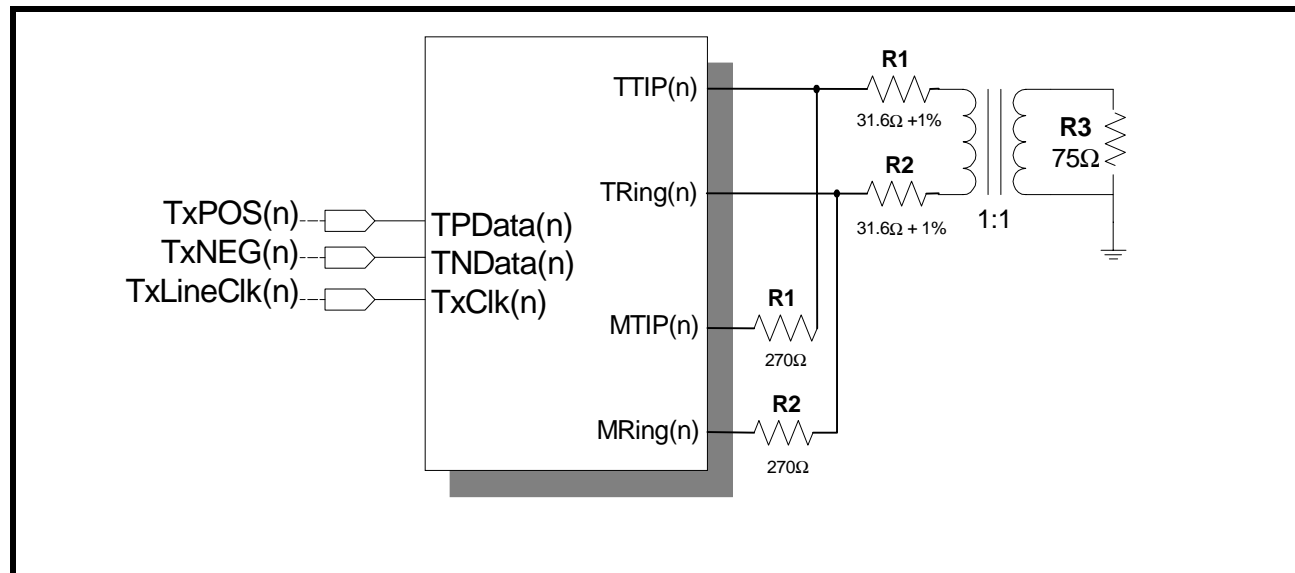 TxPOS(n)
TxNEG(n)
TxLineClk(n)
TPData(n)
TNData(n)
TxClk(n)
TTIP(n)
TRing(n)
MTIP(n)
MRing(n)
R1
31.6Ω +1%
R2
31.6Ω + 1%
R1
270Ω
R2
270Ω
1:1
R3
75Ω